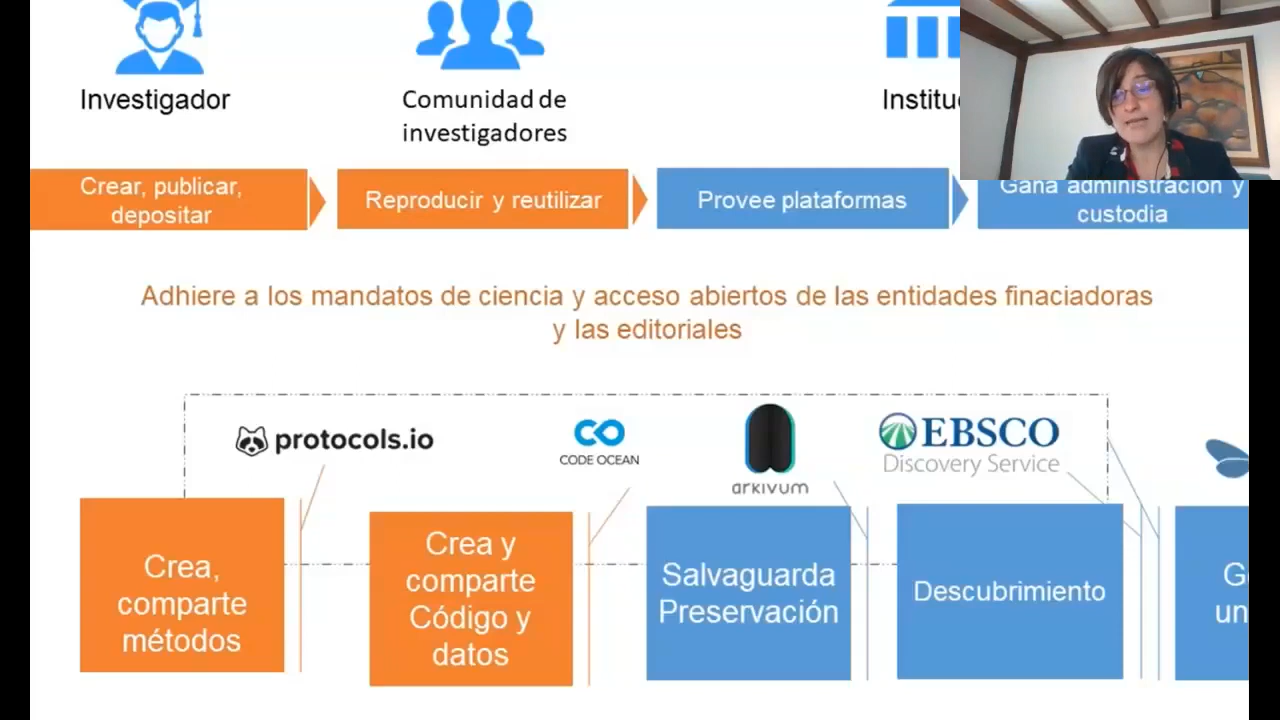 Investigador
Comunidad de
investigadores
Crear, publicar,
depositar
Reproducir y reutilizar
Provee plataformas
Gana administración y
custodia
Adhiere a los mandatos de ciencia y acceso abiertos de las entidades finaciadoras
y las editoriales
protocols.io
CODE OCEAN
arkivum
EBSCO
Discovery Service
Crea,
comparte
métodos
Crea y
comparte
Código y
datos
Salvaguarda
Preservación
Descubrimiento